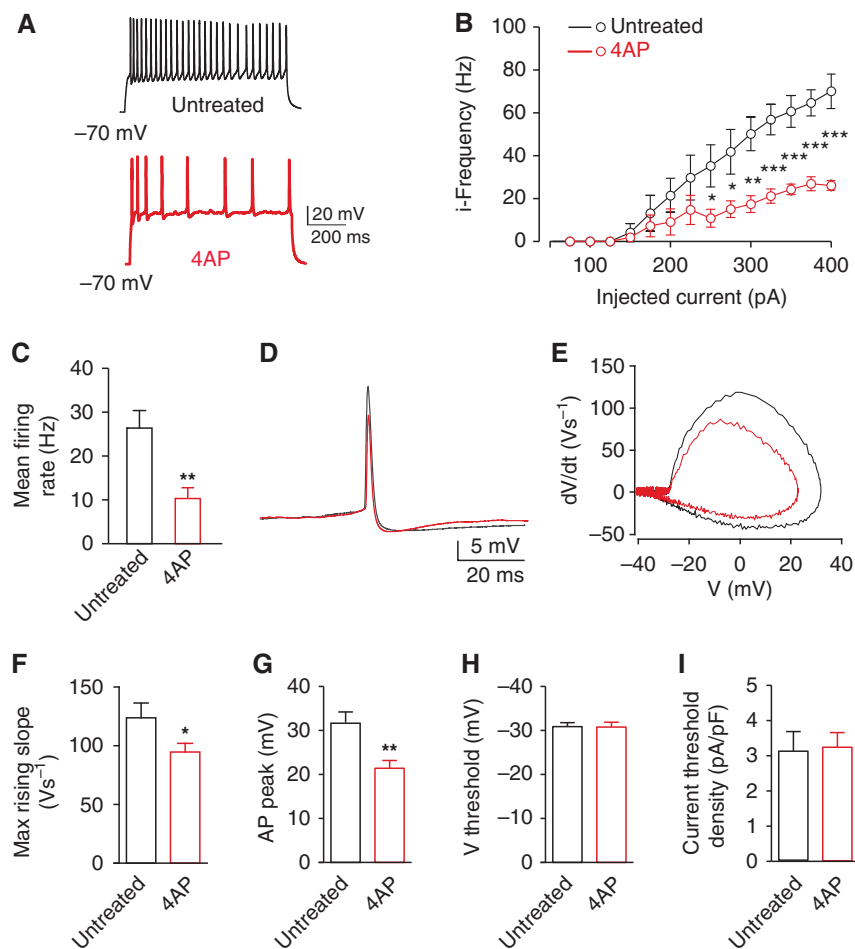 A
Untreated
−70 mV
20 mV
200 ms
4AP
−70 mV
B
Untreated
4AP
i-Frequency (Hz)
100
80
60
40
20
0
* * ** *** *** *** ***
100 200 300 400
Injected current (pA)
C
Mean firing
rate (Hz)
40
30
20
10
0
**
Untreated
4AP
D
5 mV
20 ms
E
dV/dt (Vs−1)
150
100
50
0
−50
−40 −20 0 20 40
V (mV)
F
Max rising slope
(Vs−1)
150
100
50
0
*
Untreated
4AP
G
AP peak (mV)
40
30
20
10
0
**
Untreated
4AP
H
V threshold (mV)
−40
−30
−20
−10
0
Untreated
4AP
I
Current threshold
density (pA/pF)
5
4
3
2
1
0
Untreated
4AP